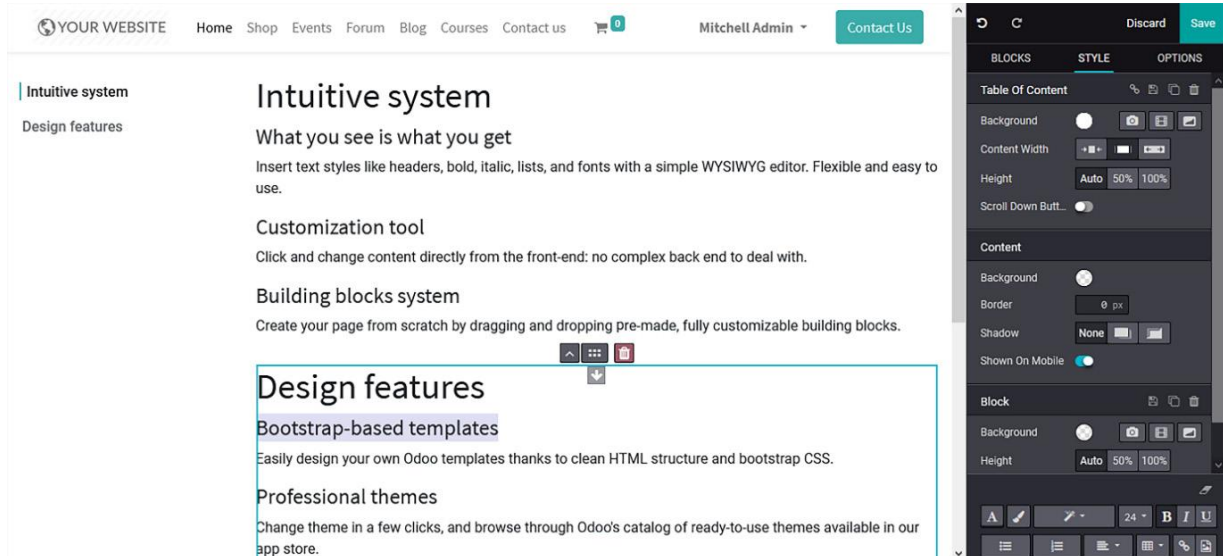 YOUR WEBSITE
Home Shop Events Forum Blog Courses Contact us 0 Mitchell Admin Contact Us
Discard Save
BLOCKS STYLE OPTIONS
Intuitive system
Design features
Intuitive system
What you see is what you get
Insert text styles like headers, bold, italic, lists, and fonts with a simple WYSIWYG editor. Flexible and easy to
use.
Customization tool
Click and change content directly from the front-end: no complex back end to deal with.
Building blocks system
Create your page from scratch by dragging and dropping pre-made, fully customizable building blocks.
Design features
Bootstrap-based templates
Easily design your own Odoo templates thanks to clean HTML structure and bootstrap CSS.
Professional themes
Change theme in a few clicks, and browse through Odoo's catalog of ready-to-use themes available in our
app store.
Table Of Content
Background
Content Width
Height Auto 50% 100%
Scroll Down Butt...
Content
Background
Border 0 px
Shadow None
Shown On Mobile
Block
Background
Height Auto 50% 100%
A 24 B I U